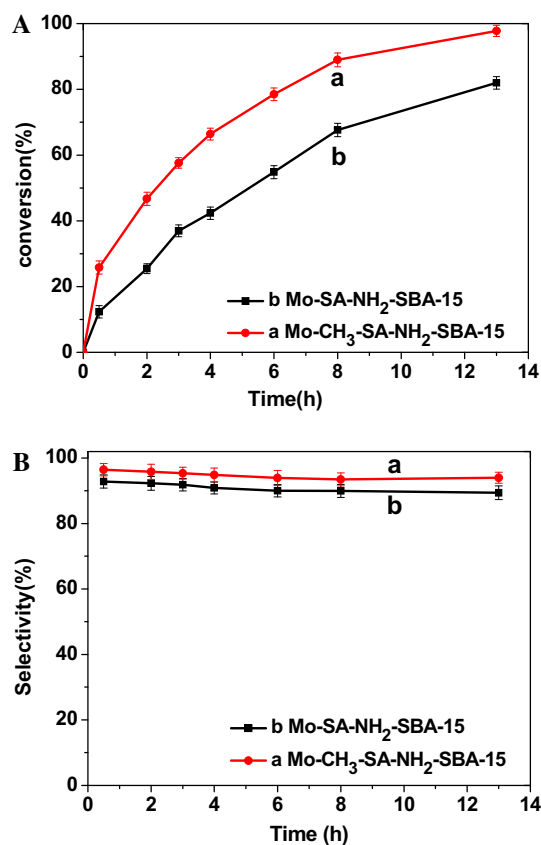 A
conversion(%)
100
80
60
40
20
0
a
b
b Mo-SA-NH₂-SBA-15
a Mo-CH₃-SA-NH₂-SBA-15
0 2 4 6 8 10 12 14
Time(h)
B
Selectivity(%)
100
80
60
40
20
0
a
b
b Mo-SA-NH₂-SBA-15
a Mo-CH₃-SA-NH₂-SBA-15
0 2 4 6 8 10 12 14
Time (h)